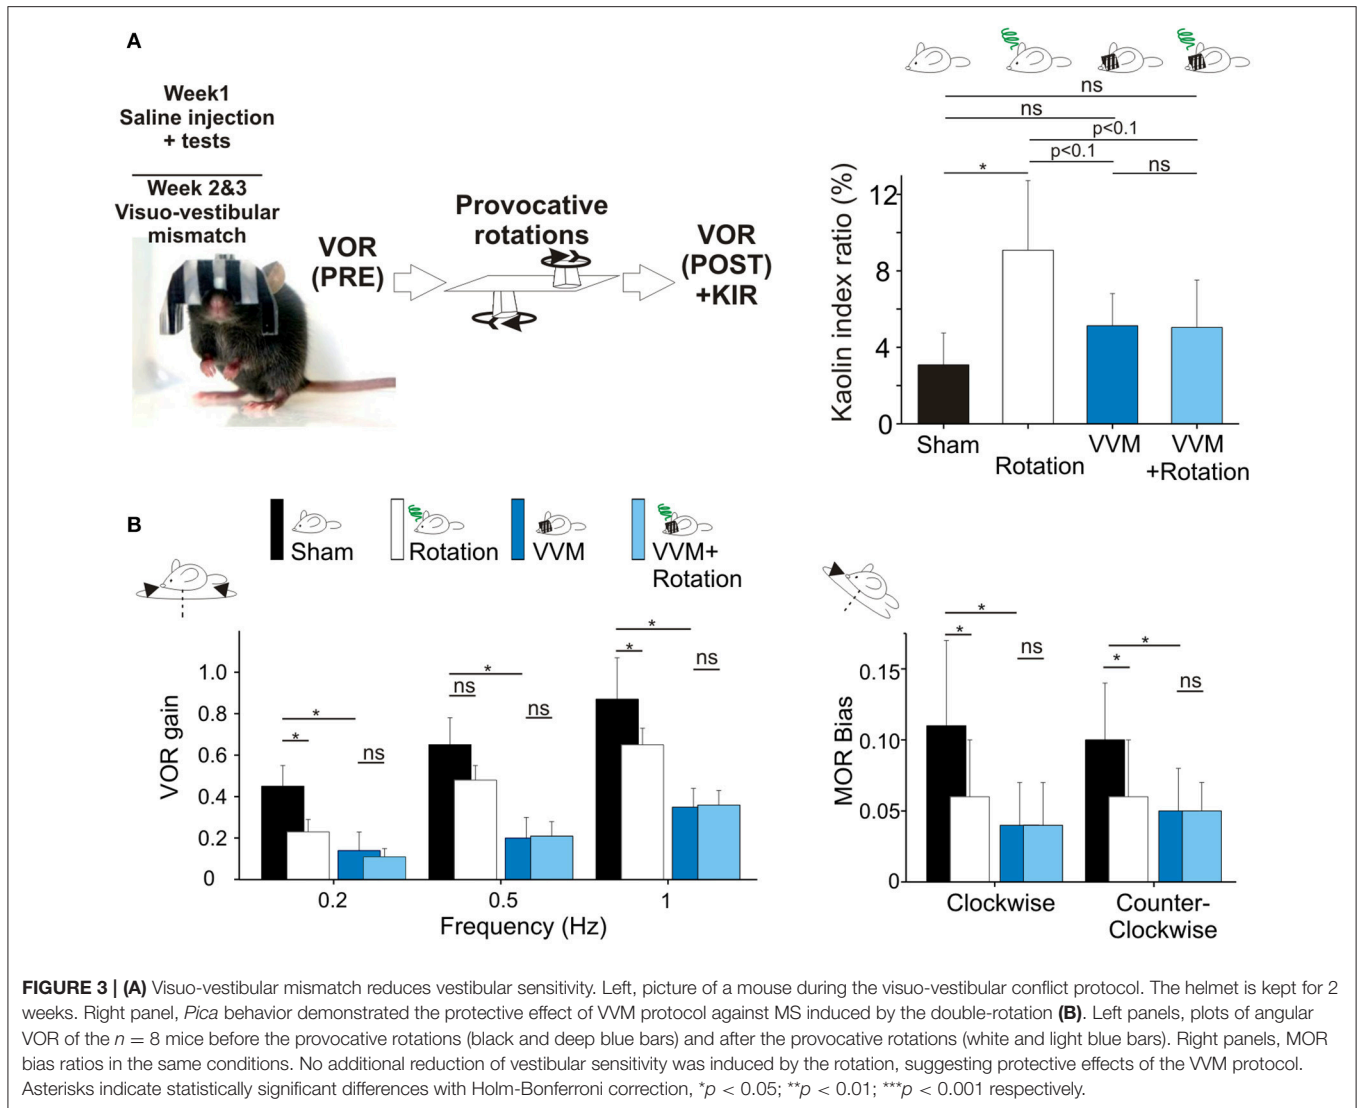 A
Week1
Saline injection
+ tests
Week 2&3
Visuo-vestibular
mismatch
VOR
(PRE)
Provocative
rotations
VOR
(POST)
+KIR
ns
ns
p<0.1
p<0.1
*
ns
Kaolin index ratio (%)
12
8
4
0
Sham
Rotation
VVM
VVM
+Rotation
B
Sham
Rotation
VVM
VVM+
Rotation
VOR gain
1.0
0.8
0.6
0.4
0.2
0
*
*
ns
*
ns
ns
*
*
ns
0.2
0.5
1
Frequency (Hz)
MOR Bias
0.15
0.10
0.05
0
*
*
ns
*
*
ns
Clockwise
Counter-
Clockwise
FIGURE 3 | (A) Visuo-vestibular mismatch reduces vestibular sensitivity. Left, picture of a mouse during the visuo-vestibular conflict protocol. The helmet is kept for 2
weeks. Right panel, Pica behavior demonstrated the protective effect of VVM protocol against MS induced by the double-rotation (B). Left panels, plots of angular
VOR of the n = 8 mice before the provocative rotations (black and deep blue bars) and after the provocative rotations (white and light blue bars). Right panels, MOR
bias ratios in the same conditions. No additional reduction of vestibular sensitivity was induced by the rotation, suggesting protective effects of the VVM protocol.
Asterisks indicate statistically significant differences with Holm-Bonferroni correction, *p < 0.05; **p < 0.01; ***p < 0.001 respectively.